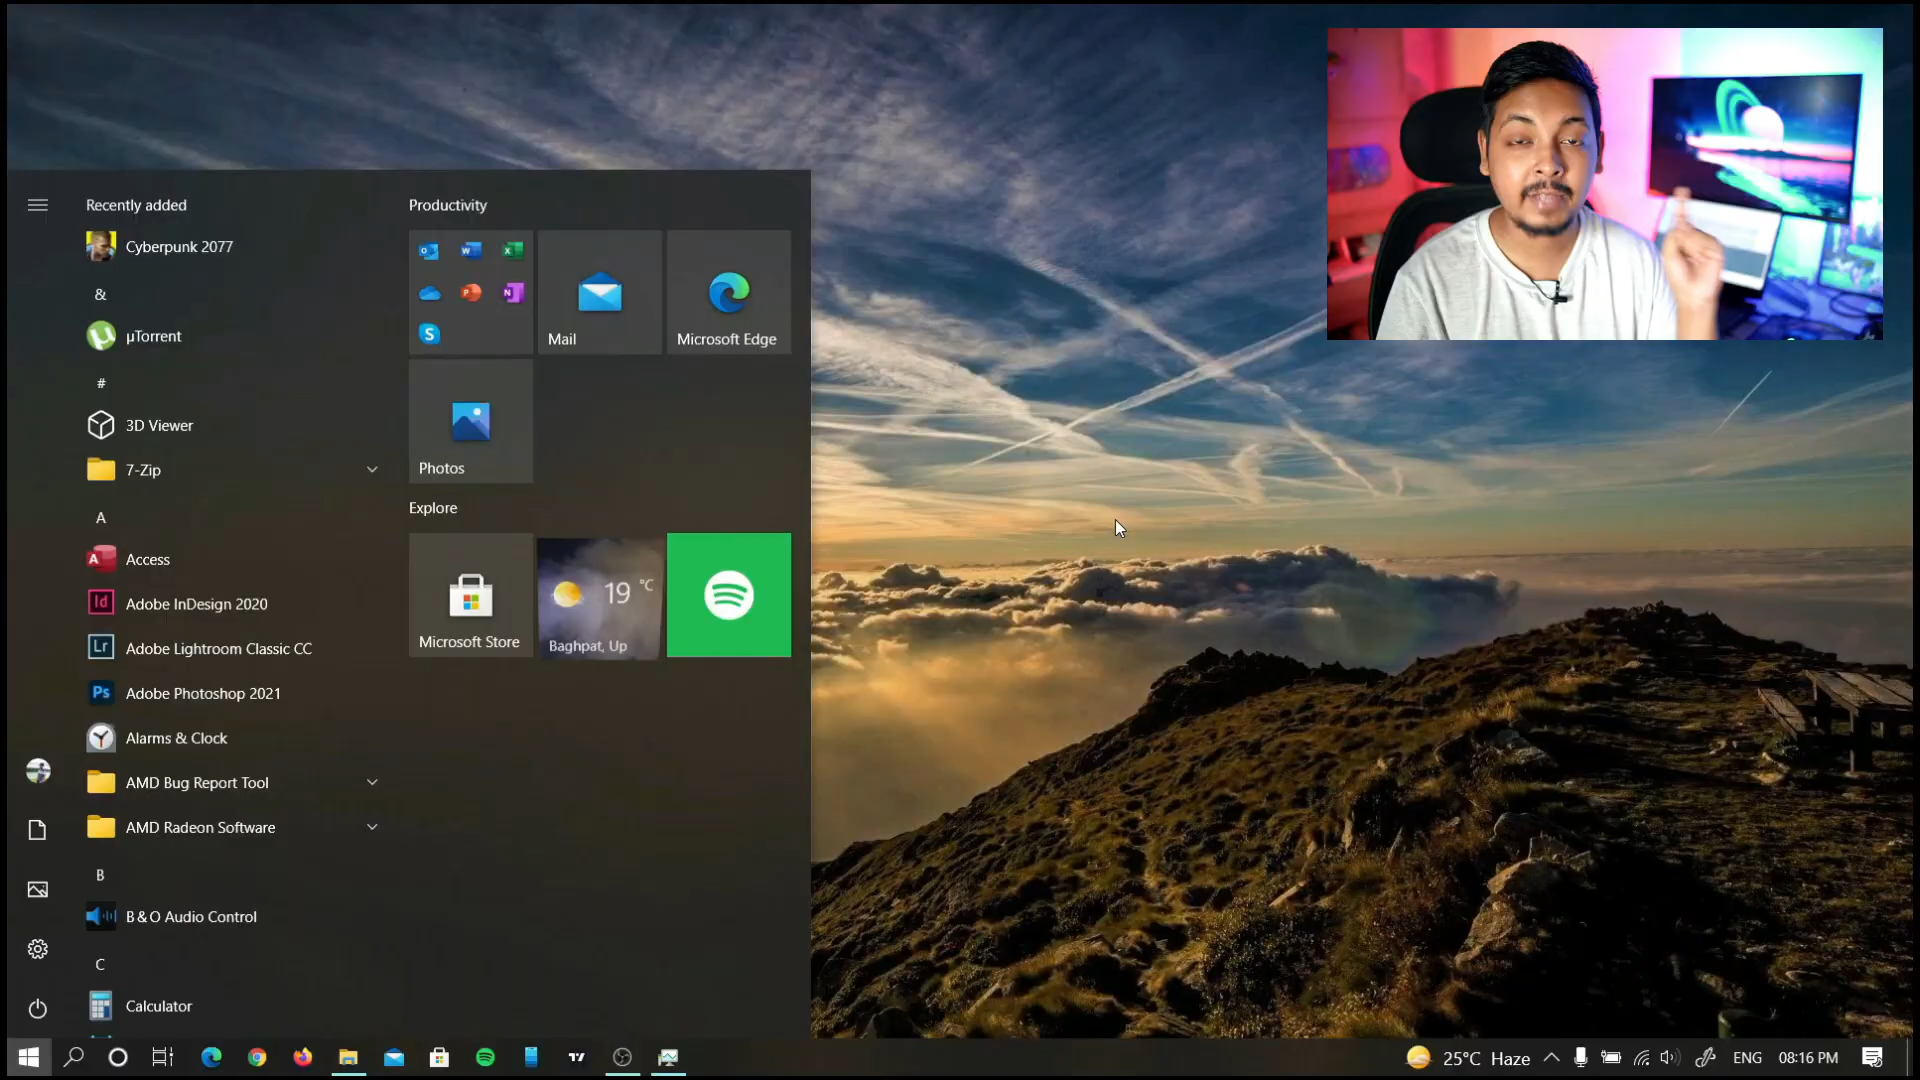 Recently added
Cyberpunk 2077
&
µTorrent
#
3D Viewer
7-Zip
A
Access
Adobe InDesign 2020
Adobe Lightroom Classic CC
Adobe Photoshop 2021
Alarms & Clock
AMD Bug Report Tool
AMD Radeon Software
B
B&O Audio Control
C
Calculator
Productivity
Mail
Microsoft Edge
Photos
Explore
Microsoft Store
19 °C
Baghpat, Up
25°C Haze
ENG
08:16 PM